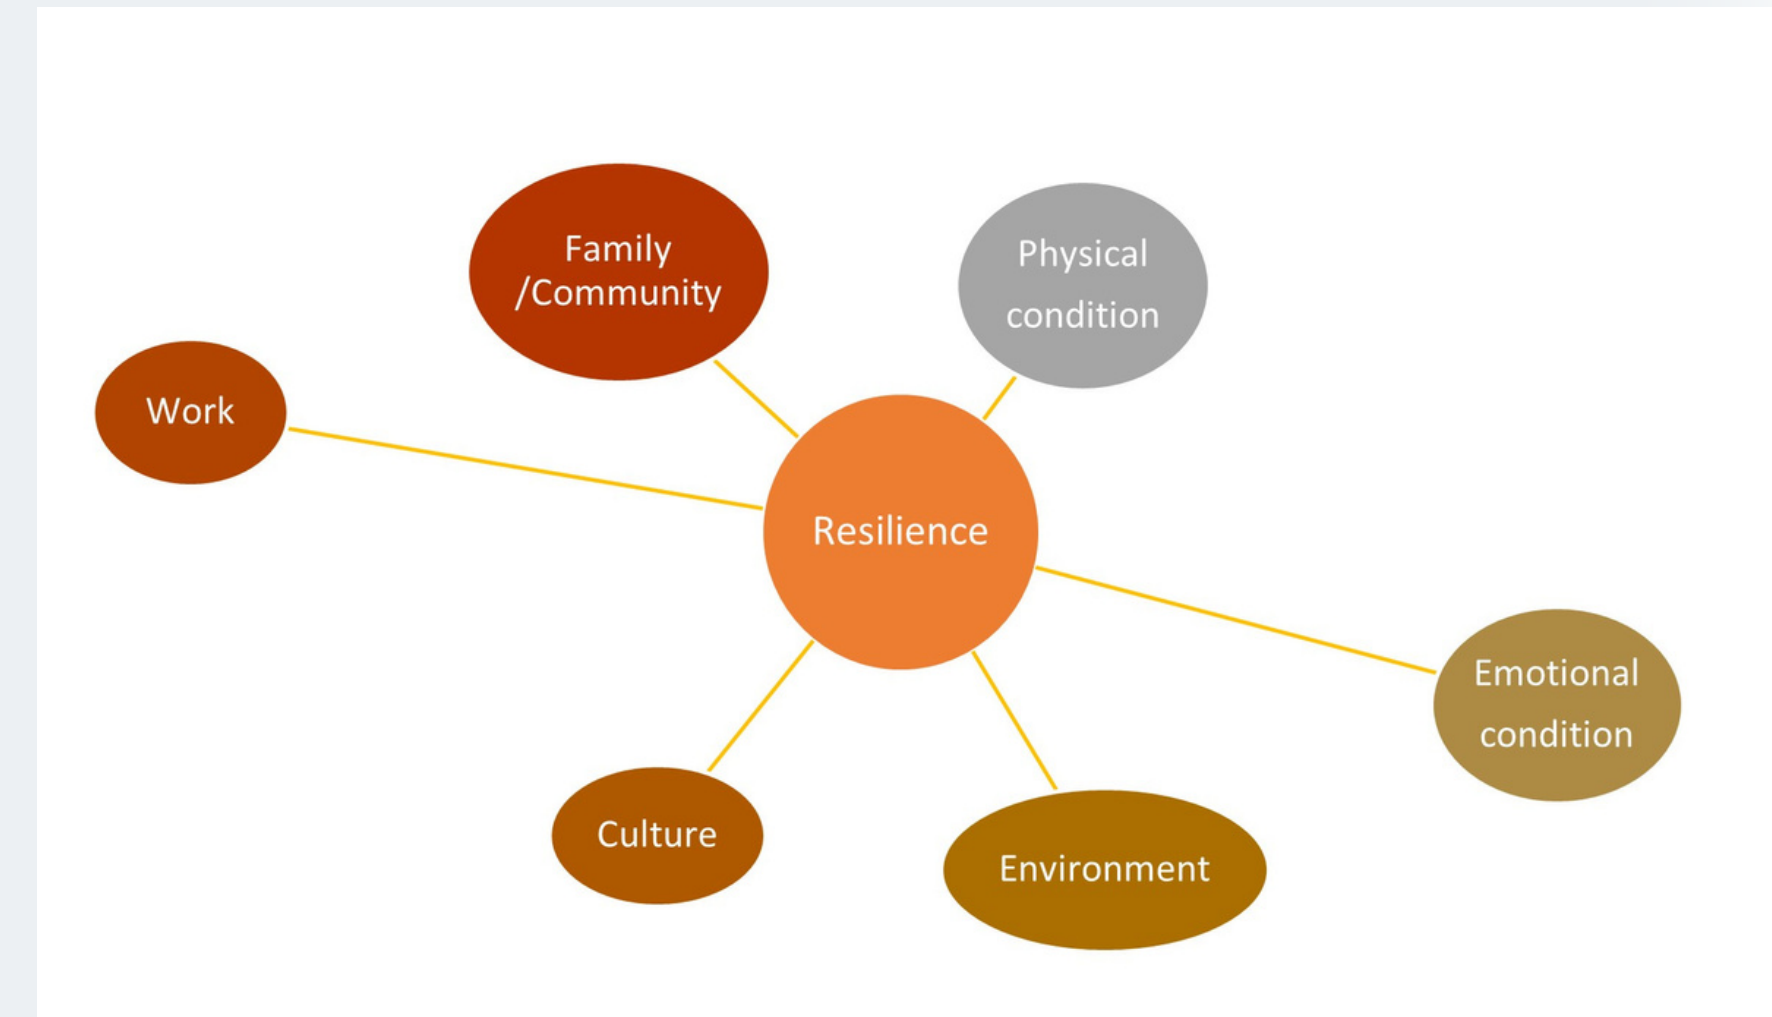 Family
/Community
Physical
condition
Work
Resilience
Emotional
condition
Culture
Environment